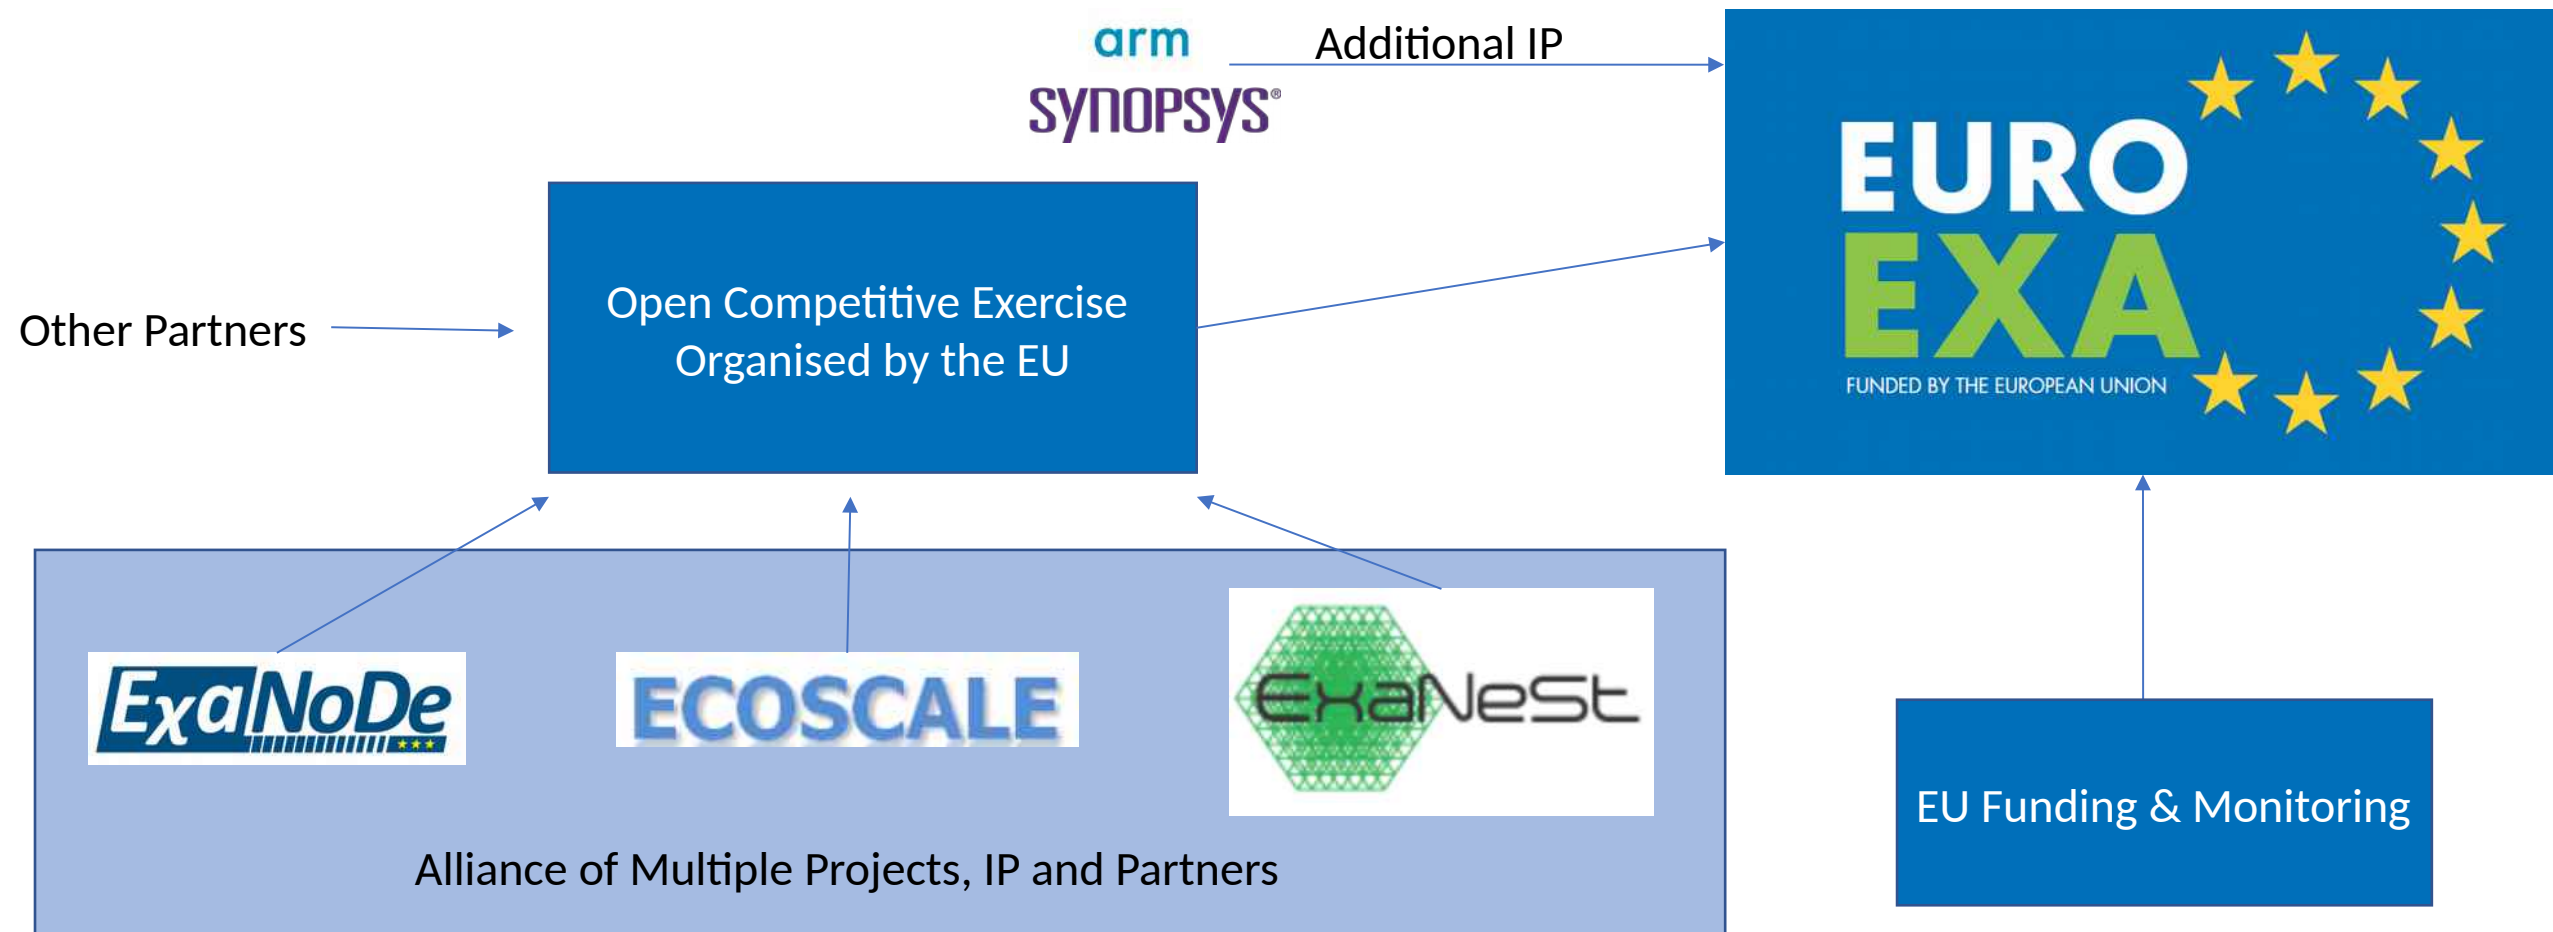 arm
SYNOPSYS®
Additional IP
EURO
EXA
FUNDED BY THE EUROPEAN UNION
Other Partners
Open Competitive Exercise
Organised by the EU
ExaNoDe
ECOSCALE
ExaNeSt
Alliance of Multiple Projects, IP and Partners
EU Funding & Monitoring